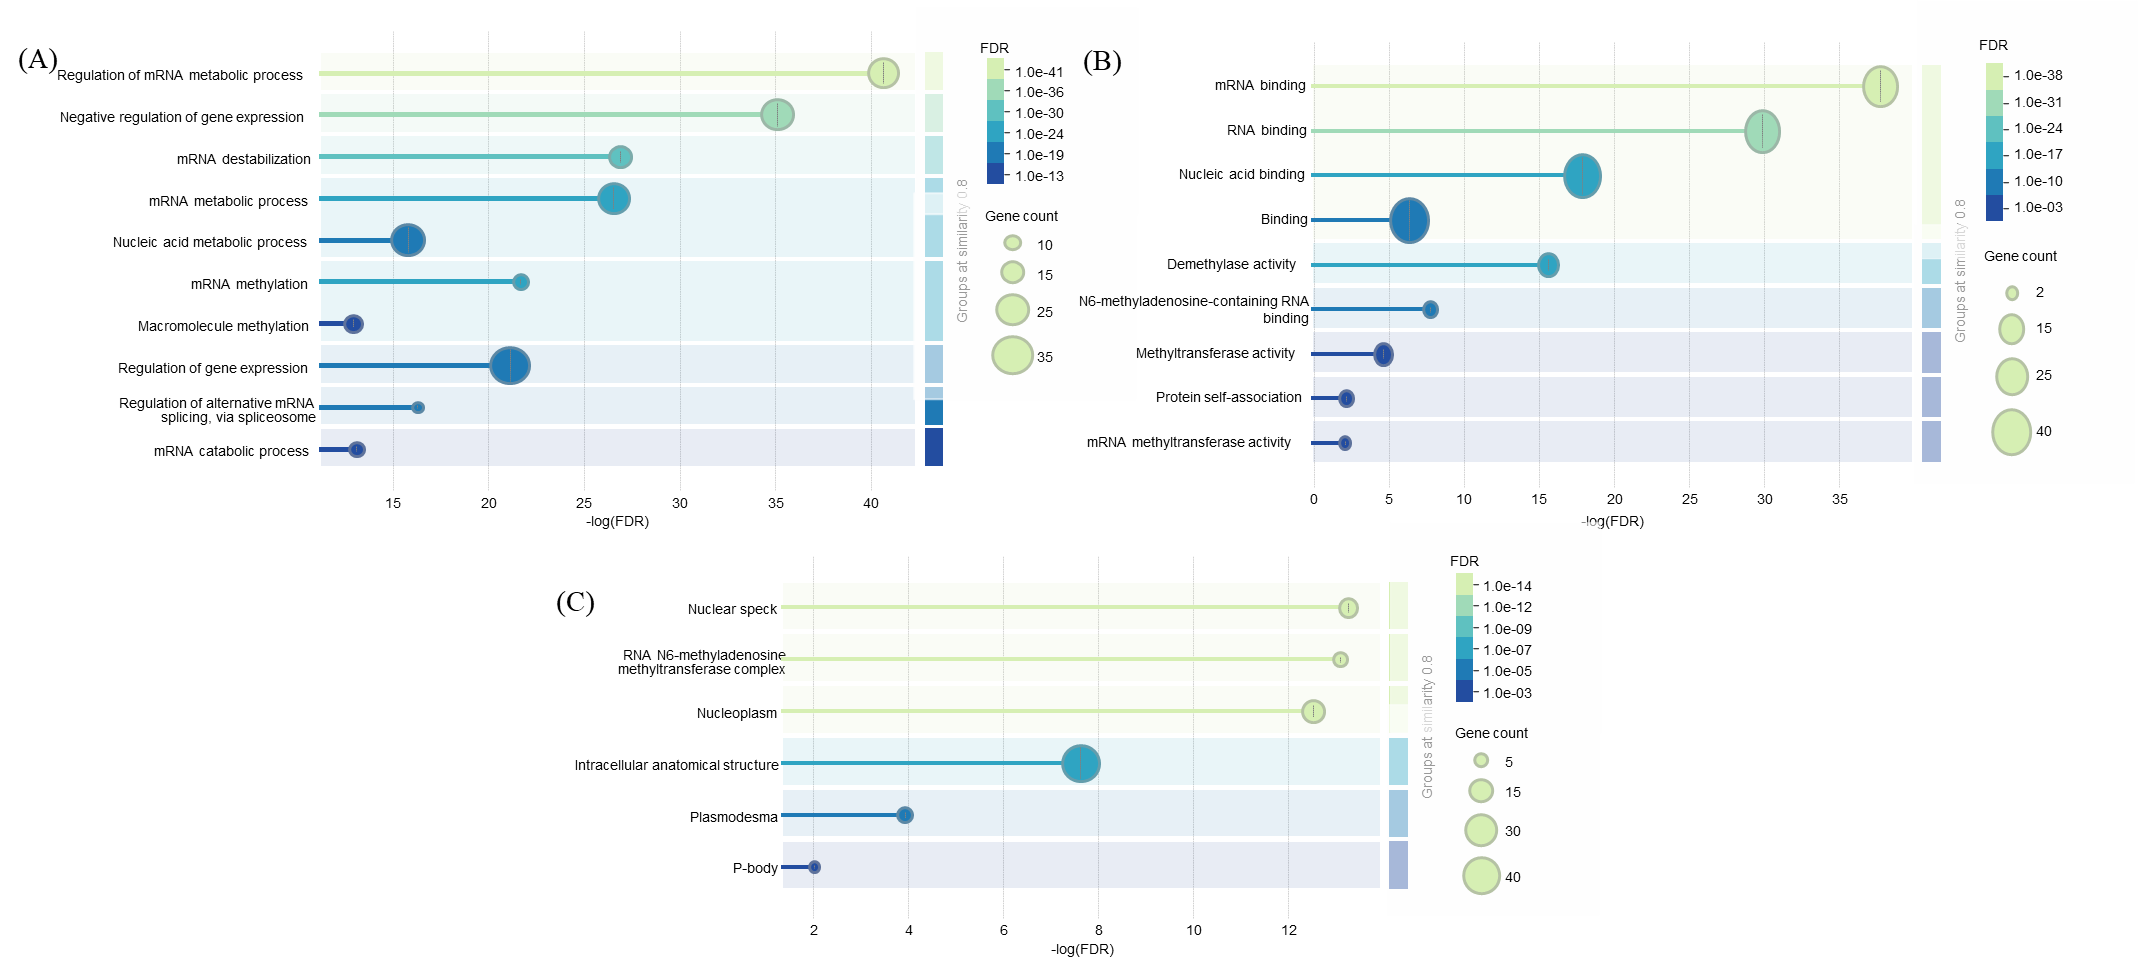 (A)
Regulation of mRNA metabolic process
Negative regulation of gene expression
mRNA destabilization
mRNA metabolic process
Nucleic acid metabolic process
mRNA methylation
Macromolecule methylation
Regulation of gene expression
Regulation of alternative mRNA
splicing, via spliceosome
mRNA catabolic process
15 20 25 30 35 40
-log(FDR)
Groups at similarity 0.8
FDR
1.0e-41
1.0e-36
1.0e-30
1.0e-24
1.0e-19
1.0e-13
Gene count
10
15
25
35
(B)
mRNA binding
RNA binding
Nucleic acid binding
Binding
Demethylase activity
N6-methyladenosine-containing RNA
binding
Methyltransferase activity
Protein self-association
mRNA methyltransferase activity
0 5 10 15 20 25 30 35
-log(FDR)
Groups at similarity 0.8
FDR
1.0e-38
1.0e-31
1.0e-24
1.0e-17
1.0e-10
1.0e-03
Gene count
2
15
25
40
(C)
Nuclear speck
RNA N6-methyladenosine
methyltransferase complex
Nucleoplasm
Intracellular anatomical structure
Plasmodesma
P-body
2 4 6 8 10 12
-log(FDR)
Groups at similarity 0.8
FDR
1.0e-14
1.0e-12
1.0e-09
1.0e-07
1.0e-05
1.0e-03
Gene count
5
15
30
40